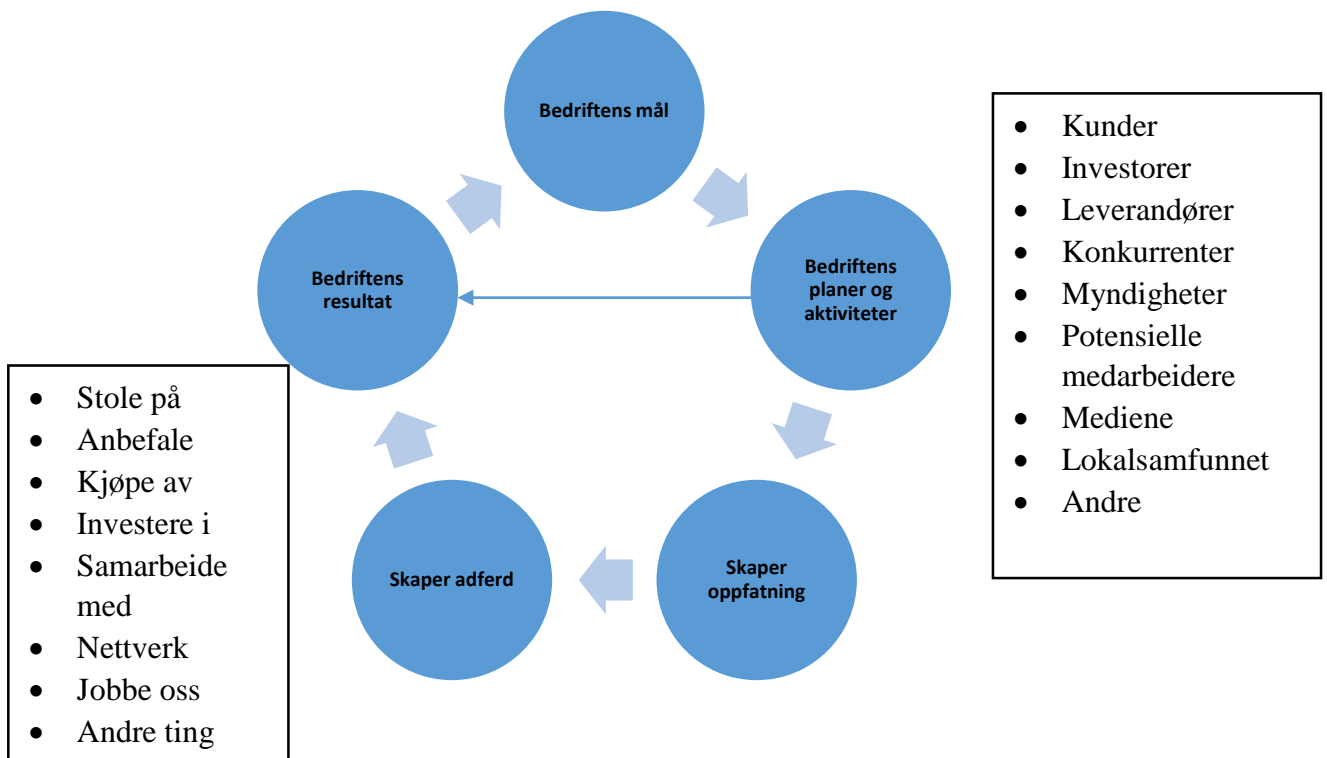 Bedriftens mål
Bedriftens
planer og
aktiviteter
Skaper
oppfatning
Skaper adferd
Bedriftens
resultat
• Kunder
• Investorer
• Leverandører
• Konkurrenter
• Myndigheter
• Potensielle
medarbeidere
• Mediene
• Lokalsamfunnet
• Andre
• Stole på
• Anbefale
• Kjøpe av
• Investere i
• Samarbeide
med
• Nettverk
• Jobbe oss
• Andre ting